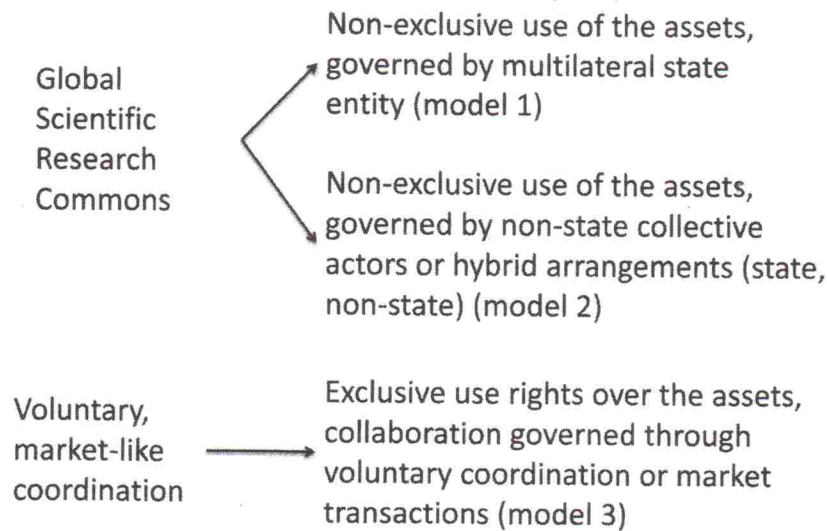 Global
Scientific
Research
Commons
Non-exclusive use of the assets,
governed by multilateral state
entity (model 1)
Non-exclusive use of the assets,
governed by non-state collective
actors or hybrid arrangements (state,
non-state) (model 2)
Voluntary,
market-like
coordination
Exclusive use rights over the assets,
collaboration governed through
voluntary coordination or market
transactions (model 3)